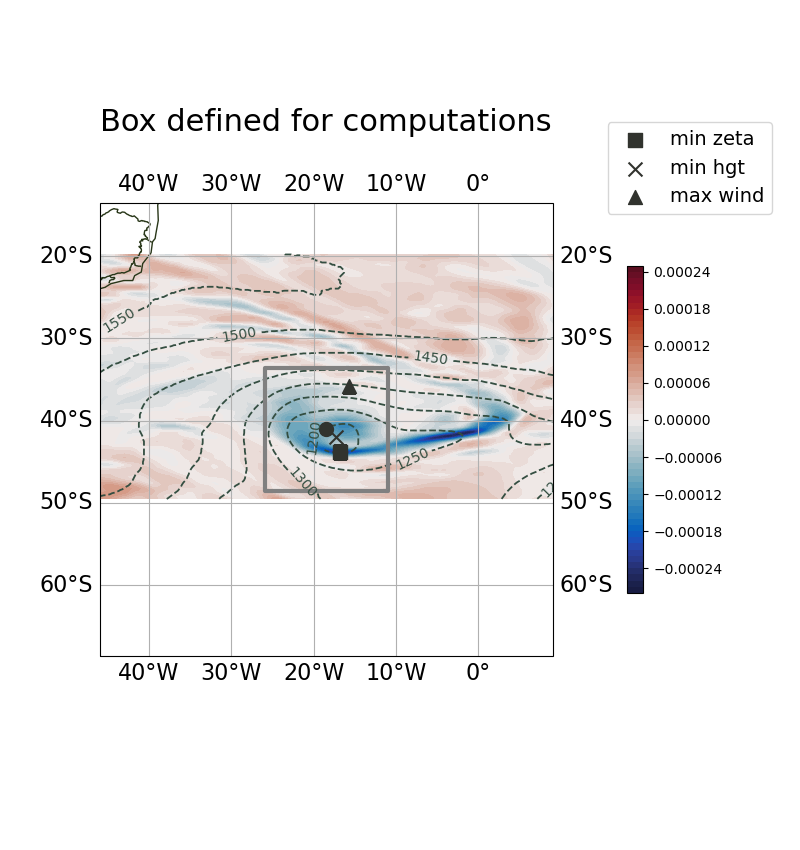 Box defined for computations
min zeta
min hgt
max wind
40°W 30°W 20°W 10°W 0°
20°S 20°S
30°S 30°S
40°S 40°S
50°S 50°S
60°S 60°S
1550
1500
1450
1200
1250
1300
0.00024
0.00018
0.00012
0.00006
0.00000
−0.00006
−0.00012
−0.00018
−0.00024
40°W 30°W 20°W 10°W 0°